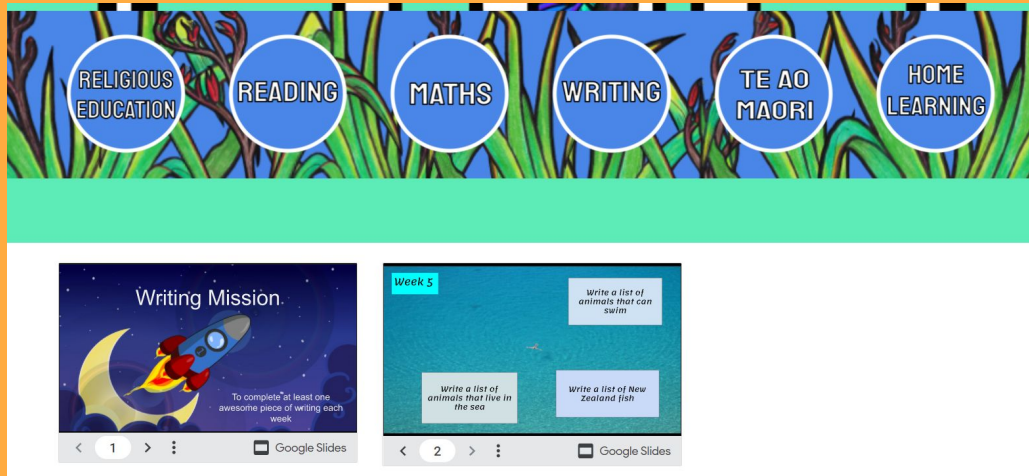 RELIGIOUS
EDUCATION
READING
MATHS
WRITING
TE AO
MAORI
HOME
LEARNING
Writing Mission
To complete at least one
awesome piece of writing each
week
1
Google Slides
Week 5
Write a list of
animals that can
swim
Write a list of
animals that live in
the sea
Write a list of New
Zealand fish
2
Google Slides